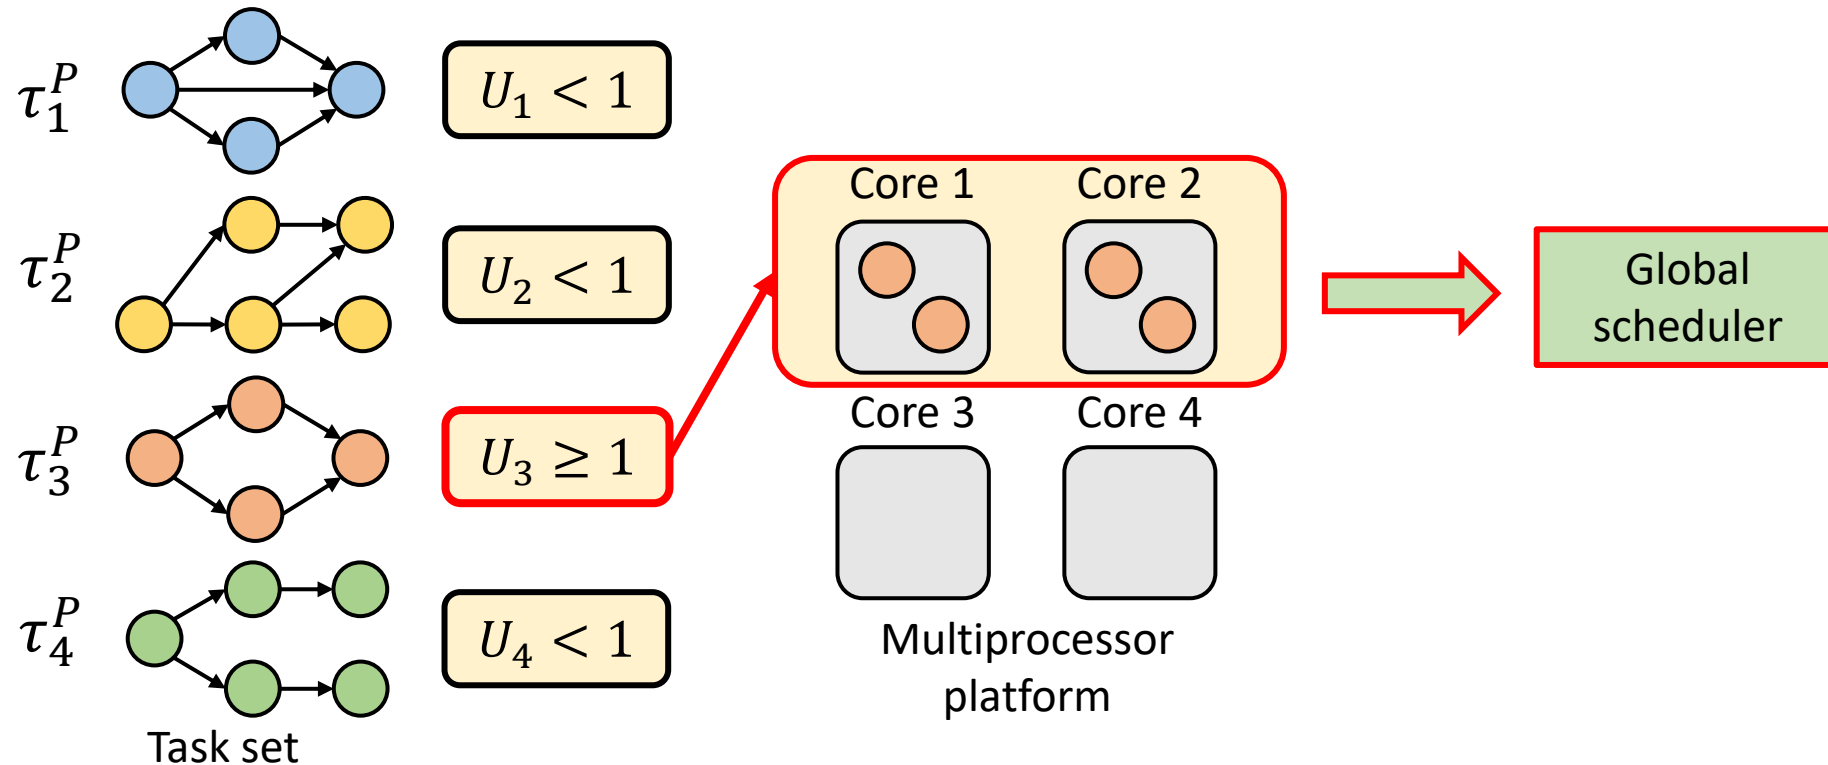 τ₁ᴾ
U₁ < 1
τ₂ᴾ
U₂ < 1
τ₃ᴾ
U₃ ≥ 1
τ₄ᴾ
U₄ < 1
Task set
Core 1
Core 2
Core 3
Core 4
Multiprocessor
platform
Global
scheduler